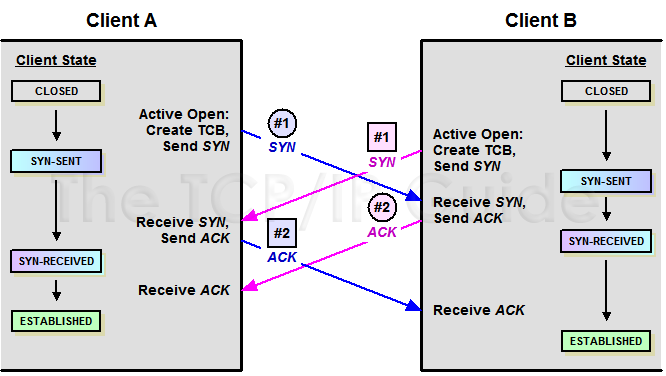 Client A
Client B
Client State
CLOSED
SYN-SENT
SYN-RECEIVED
ESTABLISHED
Active Open:
Create TCB,
Send SYN
Receive SYN,
Send ACK
Receive ACK
#1
SYN
#1
SYN
#2
ACK
#2
ACK
Active Open:
Create TCB,
Send SYN
Receive SYN,
Send ACK
Receive ACK
Client State
CLOSED
SYN-SENT
SYN-RECEIVED
ESTABLISHED
The TCP/IP Guide